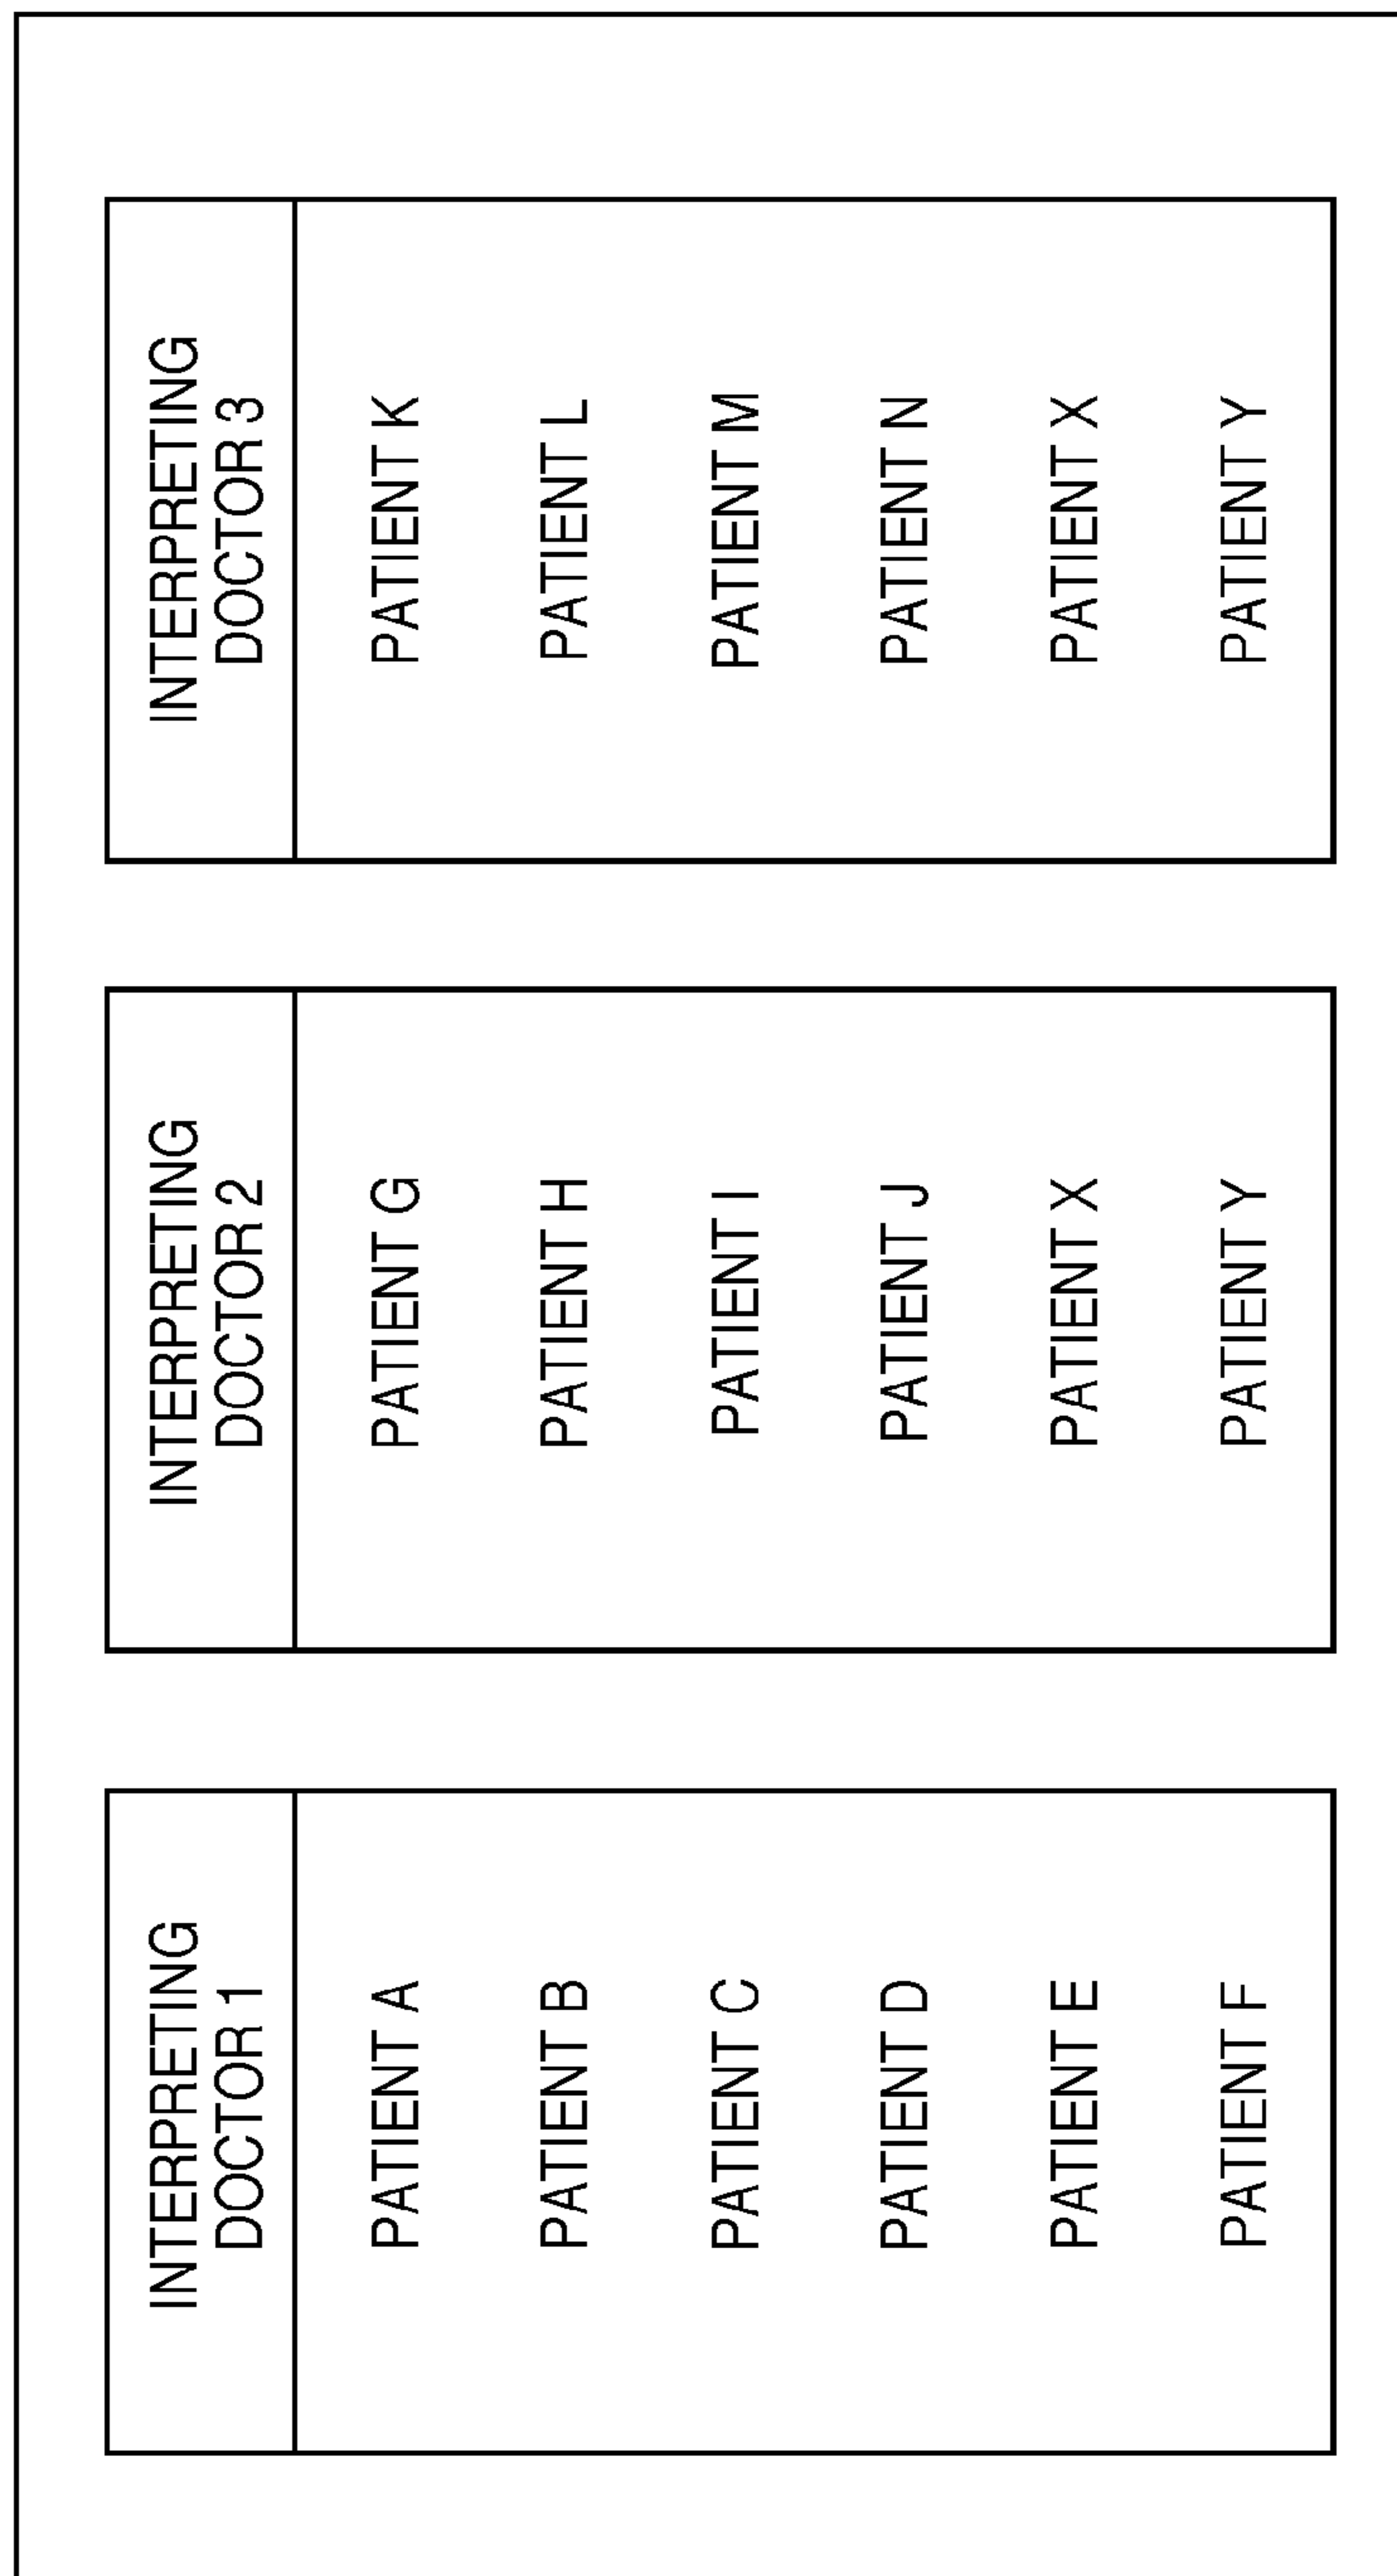 INTERPRETING
DOCTOR 1
PATIENT A
PATIENT B
PATIENT C
PATIENT D
PATIENT E
PATIENT F
INTERPRETING
DOCTOR 2
PATIENT G
PATIENT H
PATIENT I
PATIENT J
PATIENT X
PATIENT Y
INTERPRETING
DOCTOR 3
PATIENT K
PATIENT L
PATIENT M
PATIENT N
PATIENT X
PATIENT Y